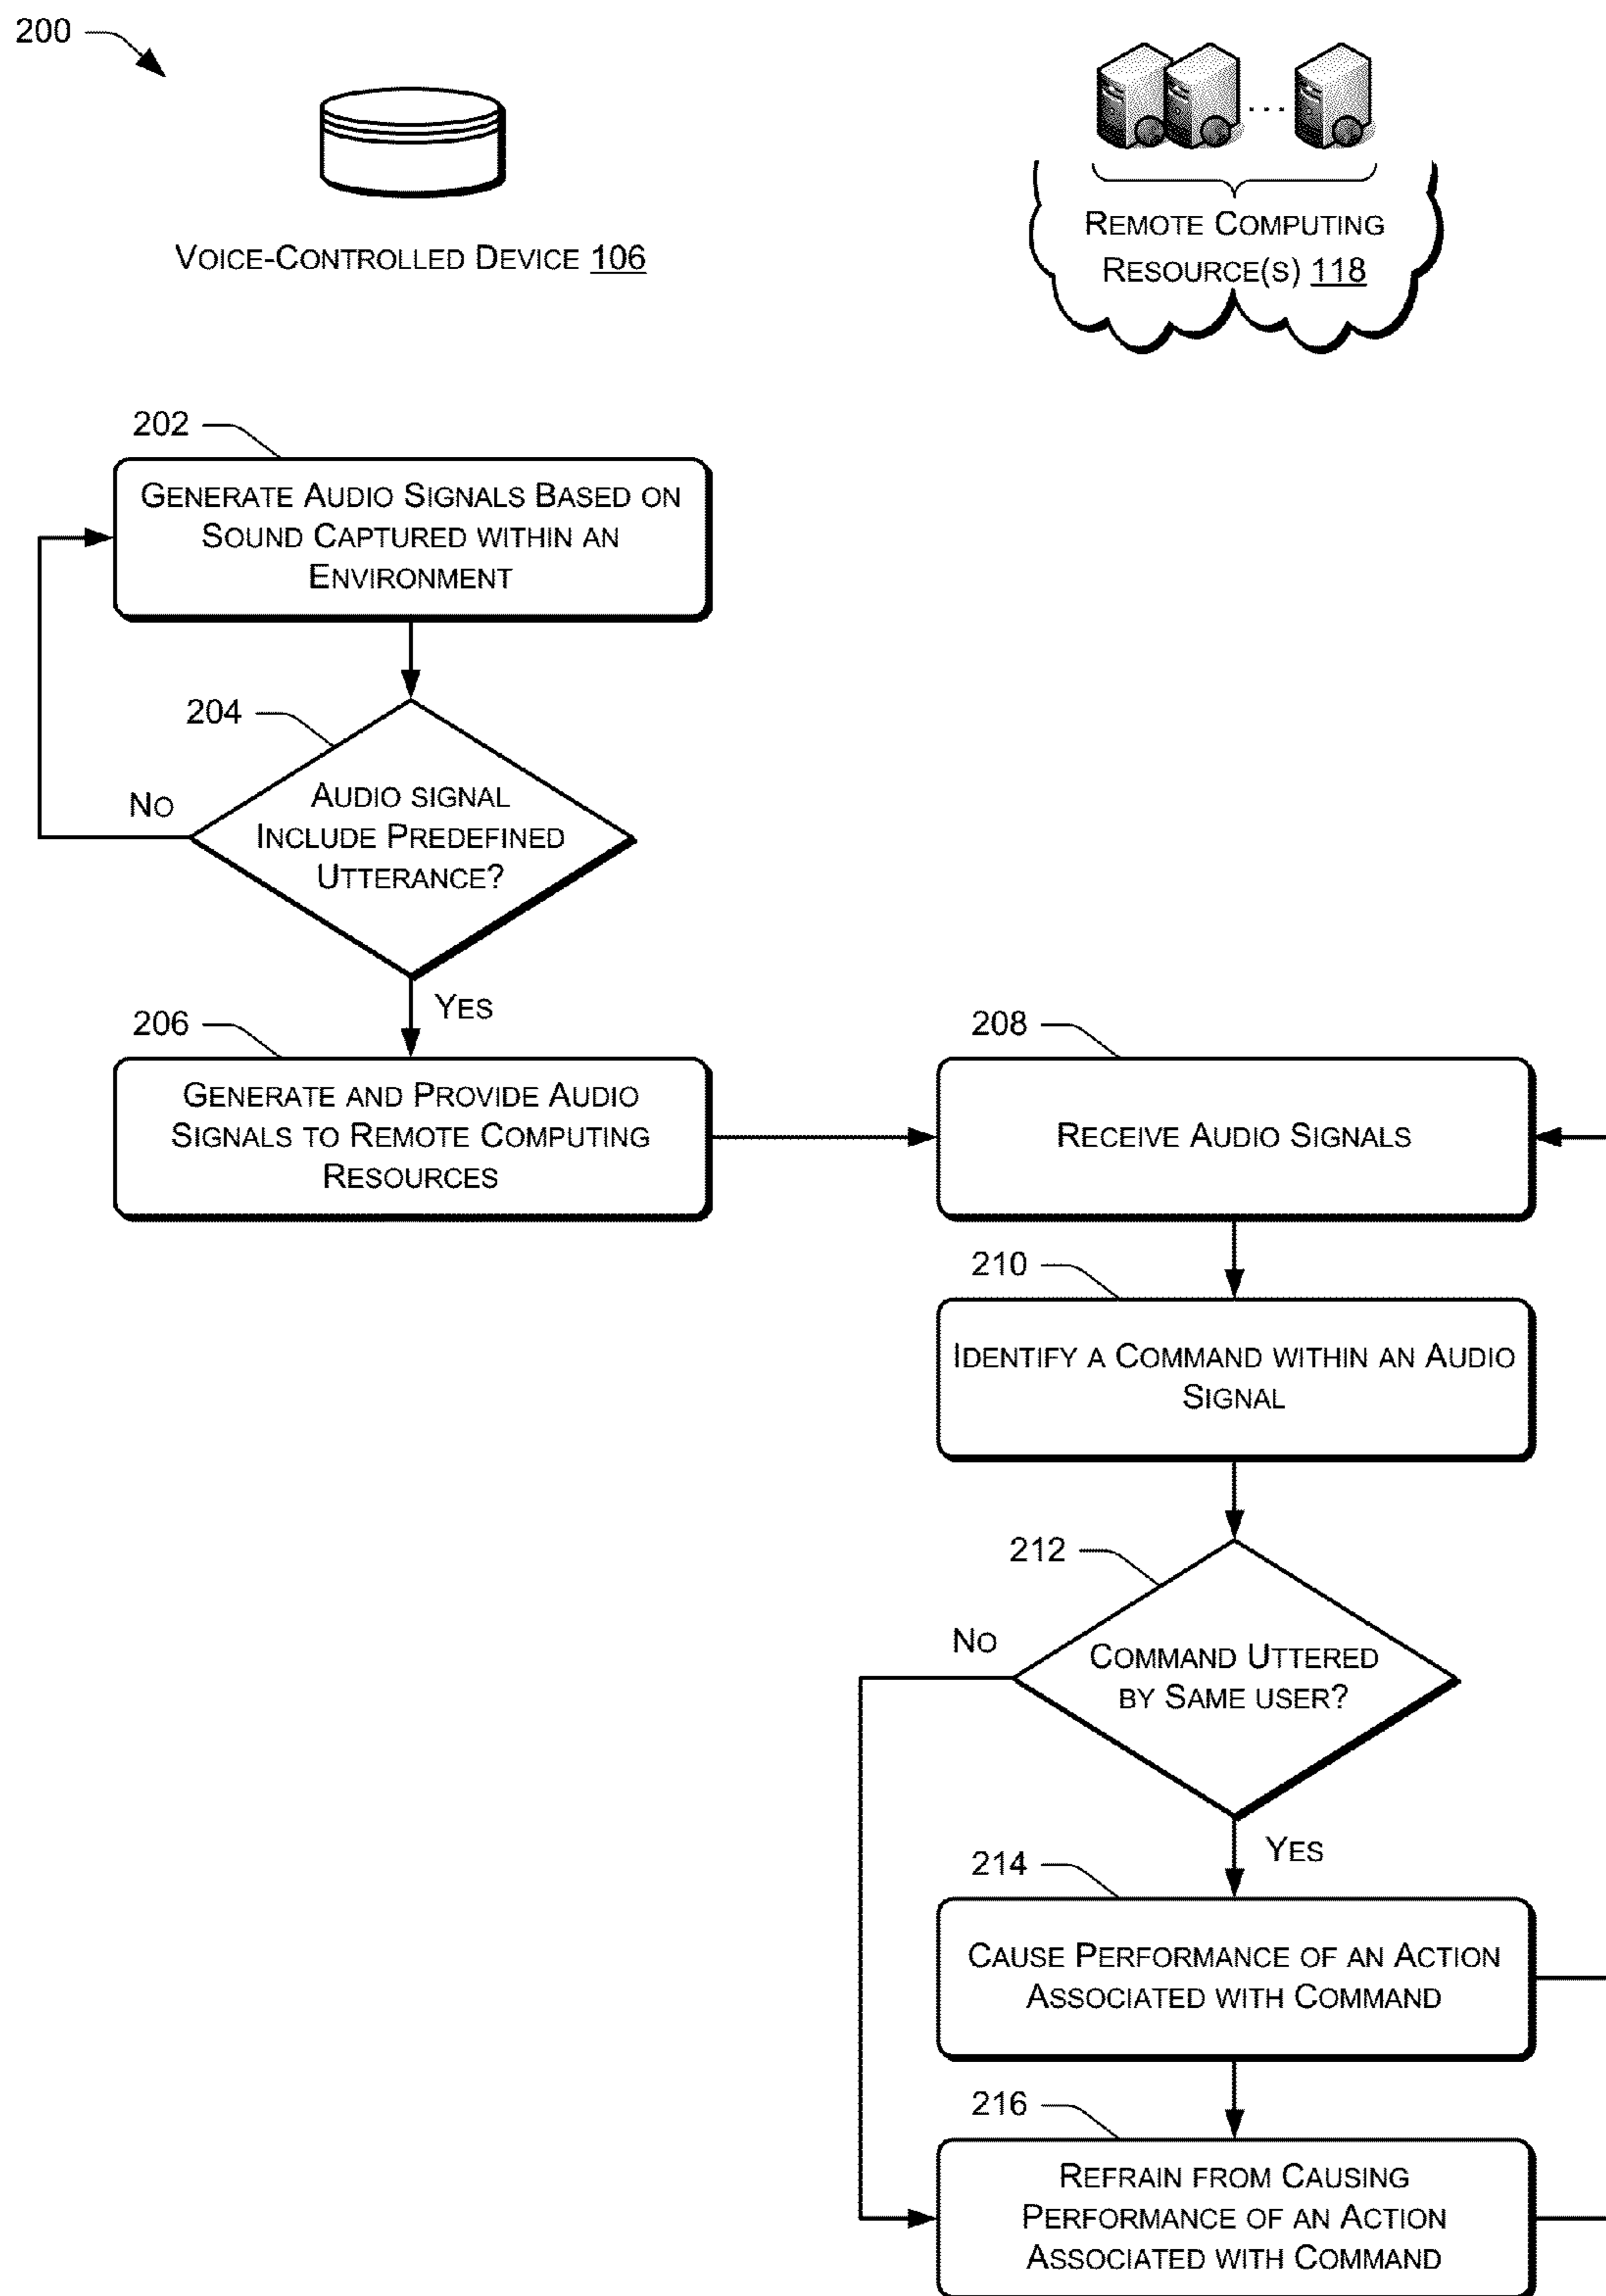 200
VOICE-CONTROLLED DEVICE 106
REMOTE COMPUTING
RESOURCE(S) 118
202
GENERATE AUDIO SIGNALS BASED ON
SOUND CAPTURED WITHIN AN
ENVIRONMENT
204
AUDIO SIGNAL
INCLUDE PREDEFINED
UTTERANCE?
NO
YES
206
GENERATE AND PROVIDE AUDIO
SIGNALS TO REMOTE COMPUTING
RESOURCES
208
RECEIVE AUDIO SIGNALS
210
IDENTIFY A COMMAND WITHIN AN AUDIO
SIGNAL
212
COMMAND UTTERED
BY SAME USER?
NO
YES
214
CAUSE PERFORMANCE OF AN ACTION
ASSOCIATED WITH COMMAND
216
REFRAIN FROM CAUSING
PERFORMANCE OF AN ACTION
ASSOCIATED WITH COMMAND